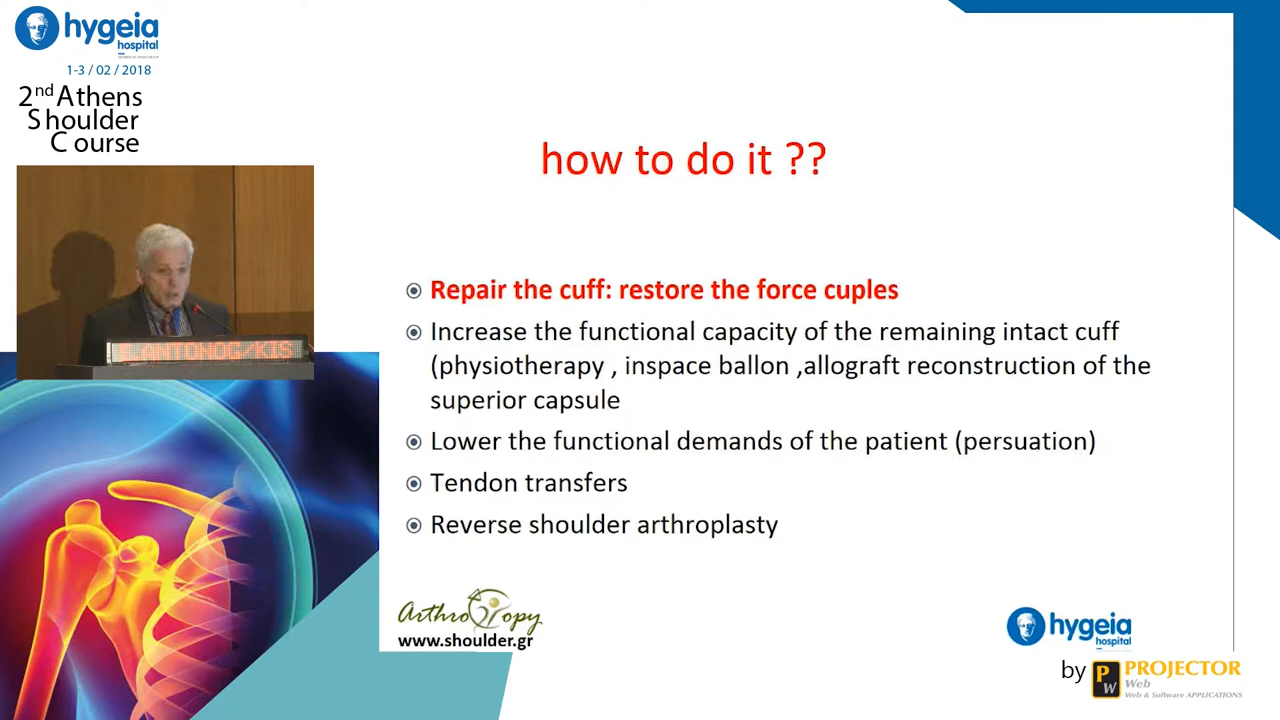 hygeia
hospital
1-3 / 02 / 2018
2nd Athens
Shoulder
Course
how to do it ??
Repair the cuff: restore the force cuples
Increase the functional capacity of the remaining intact cuff
(physiotherapy , inspace ballon ,allograft reconstruction of the
superior capsule
Lower the functional demands of the patient (persuation)
Tendon transfers
Reverse shoulder arthroplasty
www.shoulder.gr
hygeia
hospital
by PW PROJECTOR
Web
Web & Software APPLICATIONS